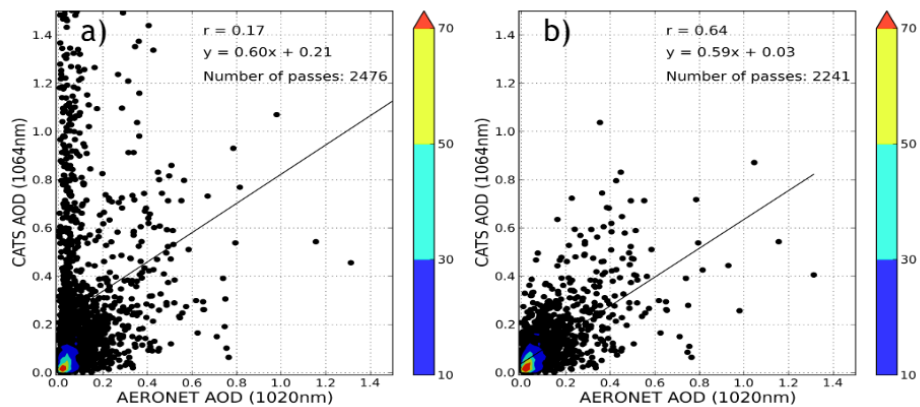 a)
r = 0.17
y = 0.60x + 0.21
Number of passes: 2476
1.4
1.2
1.0
0.8
0.6
0.4
0.2
0.0
CATS AOD (1064nm)
0.0 0.2 0.4 0.6 0.8 1.0 1.2 1.4
AERONET AOD (1020nm)
70
50
30
10
b)
r = 0.64
y = 0.59x + 0.03
Number of passes: 2241
1.4
1.2
1.0
0.8
0.6
0.4
0.2
0.0
CATS AOD (1064nm)
0.0 0.2 0.4 0.6 0.8 1.0 1.2 1.4
AERONET AOD (1020nm)
70
50
30
10